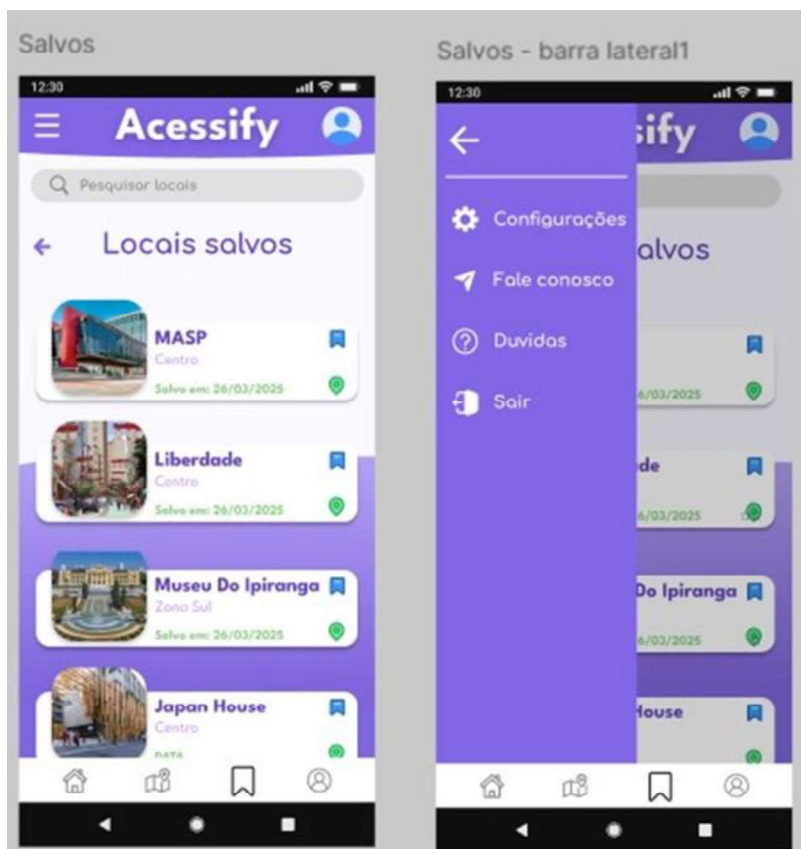 Salvos
12:30
Acessify
Pesquisar locais
Locais salvos
MASP
Centro
Salvo em: 26/03/2025
Liberdade
Centro
Salvo em: 26/03/2025
Museu Do Ipiranga
Zona Sul
Salvo em: 26/03/2025
Japan House
Centro
DATA
Salvos - barra lateral1
12:30
sify
Configurações
alvos
Fale conosco
Duvidas
Sair
6/03/2025
de
6/03/2025
Do Ipiranga
6/03/2025
House